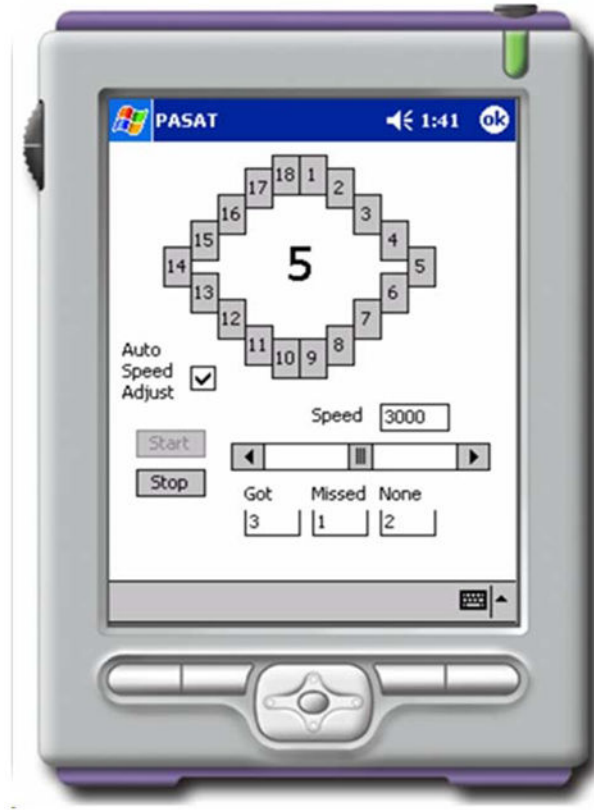 PASAT 1:41 ok
18 1
17 2
16 3
15 4
14 5 5
13 6
12 7
11 8
10 9
Auto
Speed
Adjust
Speed 3000
Start
Stop
Got Missed None
3 1 2